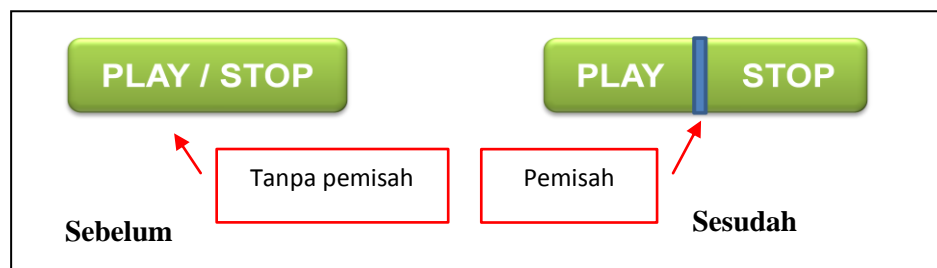 PLAY / STOP
PLAY STOP
Tanpa pemisah
Pemisah
Sebelum
Sesudah